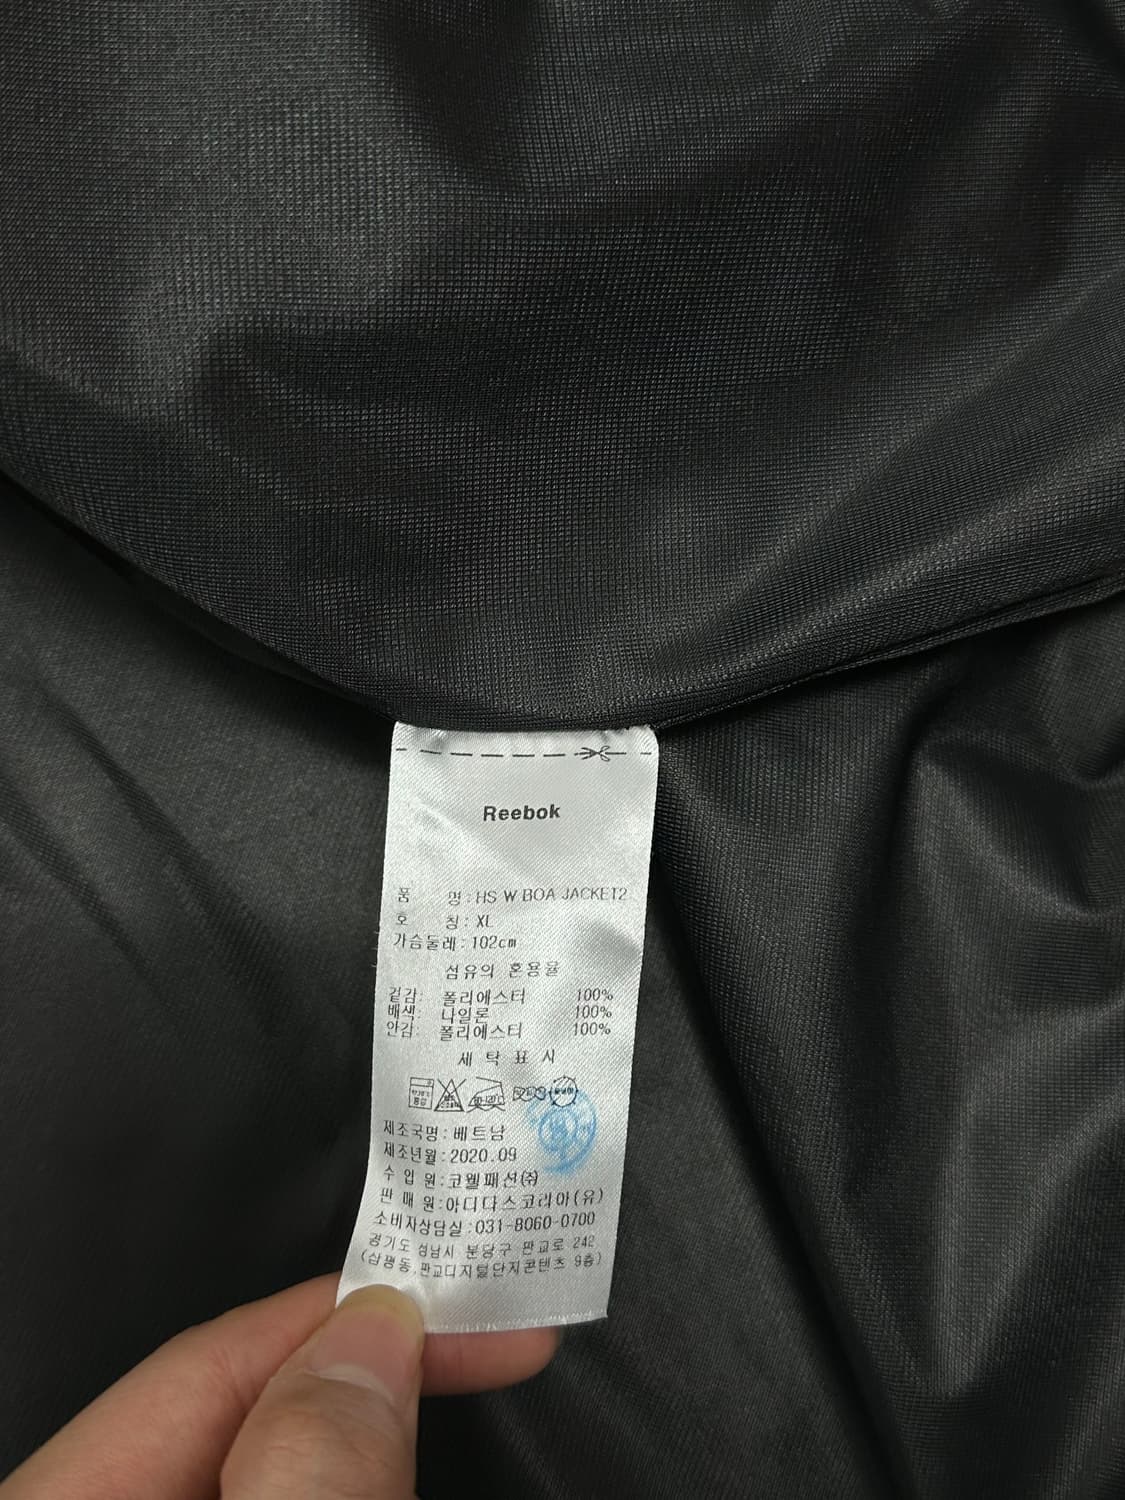 Reebok
품 명 : HS W BOA JACKET2
호 칭 : XL
가슴둘레 : 102cm
섬유의 혼용율
겉감: 폴리에스터 100%
배색: 나일론 100%
안감: 폴리에스터 100%
세 탁 표 시
제조국명 : 베트남
제조년월 : 2020.09
수 입 원 : 코웰패션㈜
판 매 원 : 아디다스코리아(유)
소비자상담실 : 031-8060-0700
경기도 성남시 분당구 판교로 242
(삼평동,판교디지털단지콘텐츠 9층)